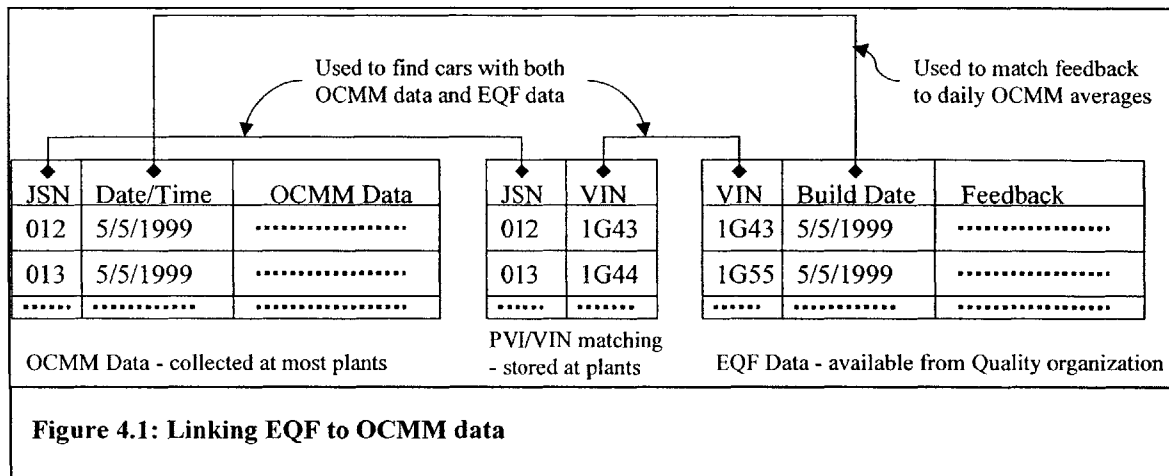 Used to find cars with both
OCMM data and EQF data
Used to match feedback
to daily OCMM averages
JSN Date/Time OCMM Data
012 5/5/1999
013 5/5/1999
JSN VIN
012 1G43
013 1G44
VIN Build Date Feedback
1G43 5/5/1999
1G55 5/5/1999
OCMM Data - collected at most plants
PVI/VIN matching
- stored at plants
EQF Data - available from Quality organization
Figure 4.1: Linking EQF to OCMM data